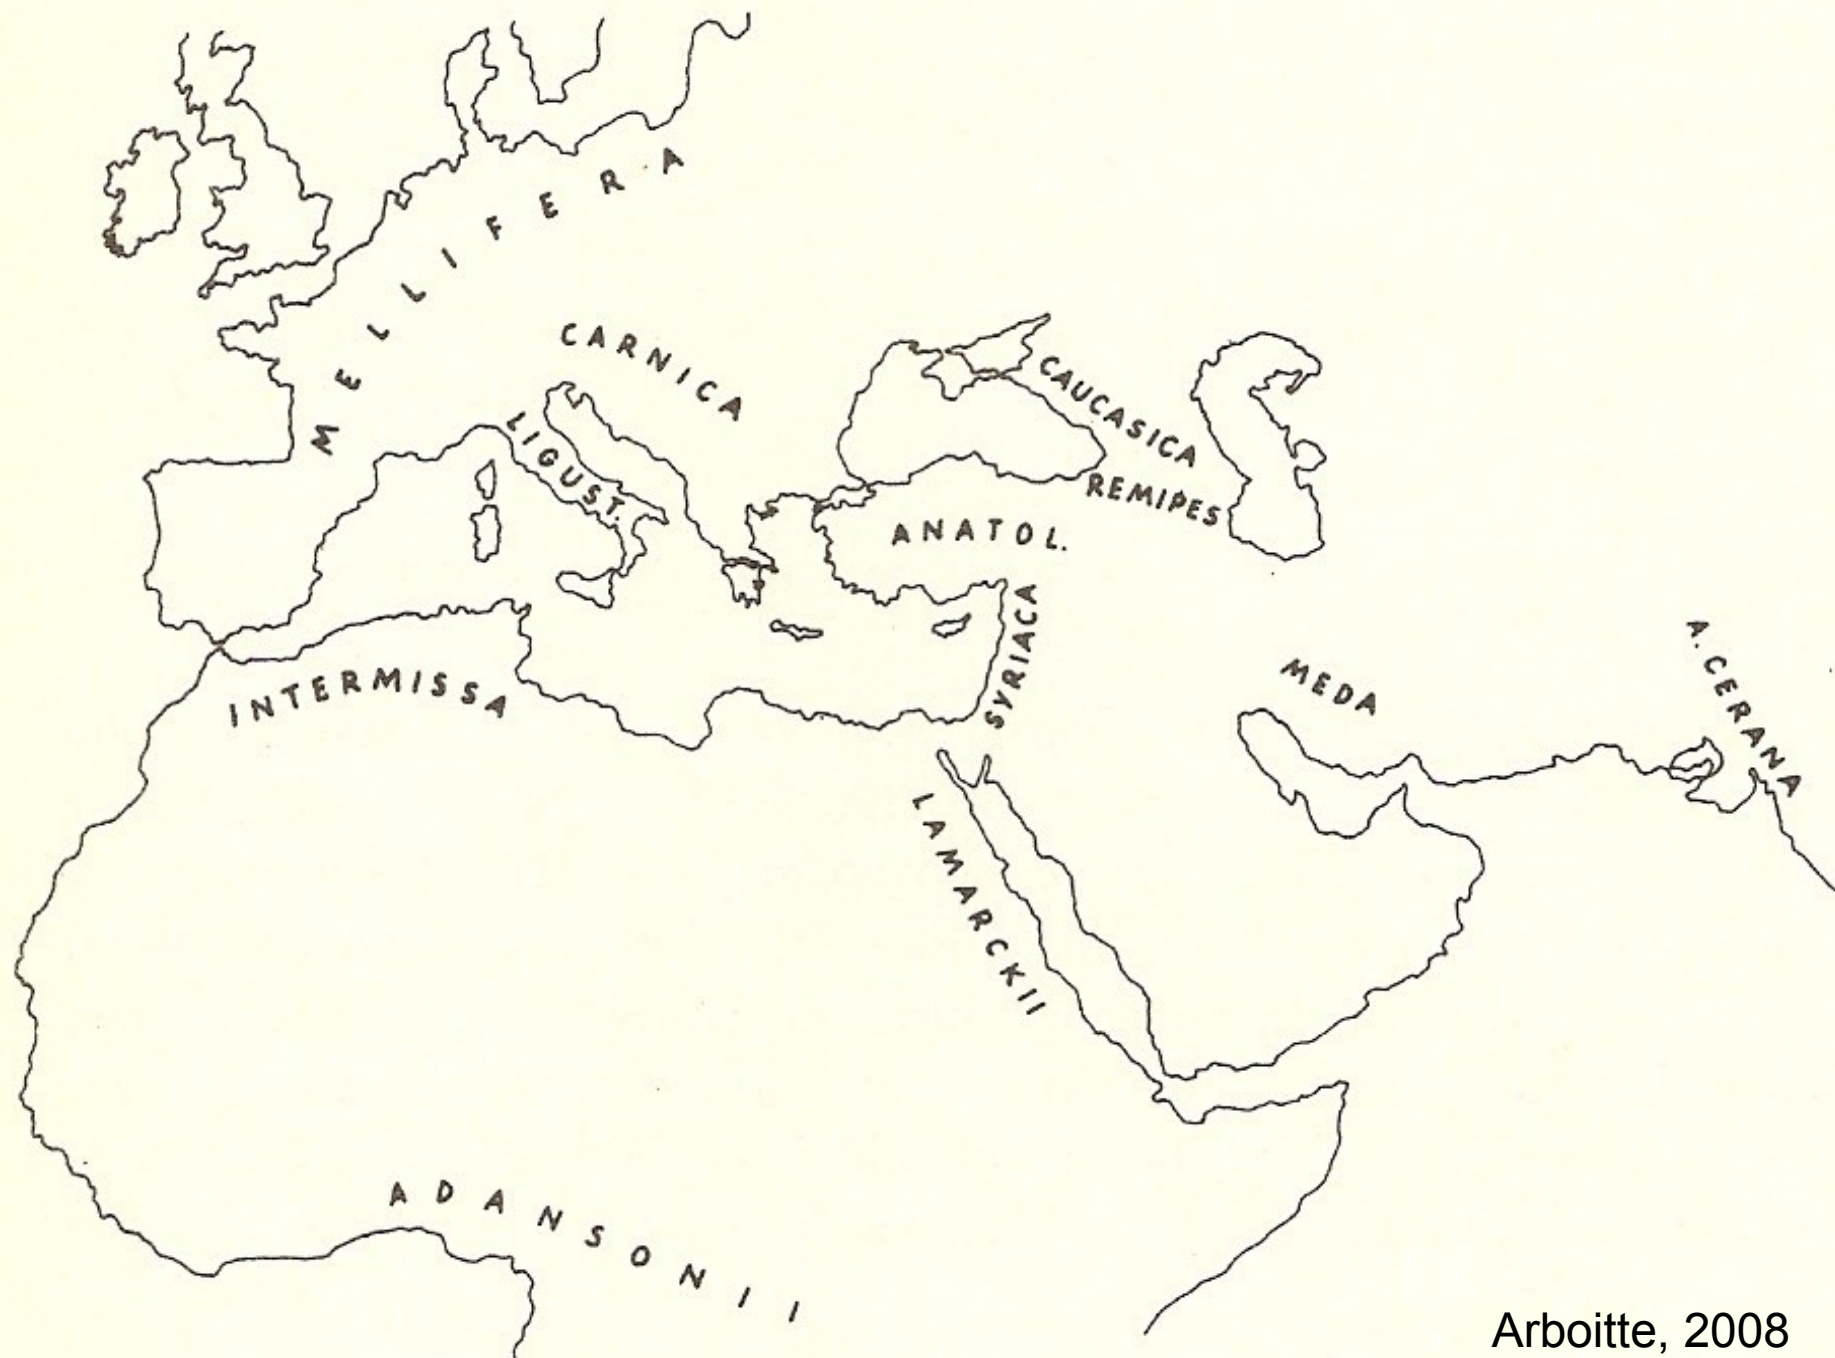 MELLIFERA
CARNICA
LIGUST.
CAUCASICA
REMIPES
ANATOL.
SYRIACA
INTERMISSA
MEDA
A. CERANA
LAMARCKII
ADANSONII
Arboitte, 2008